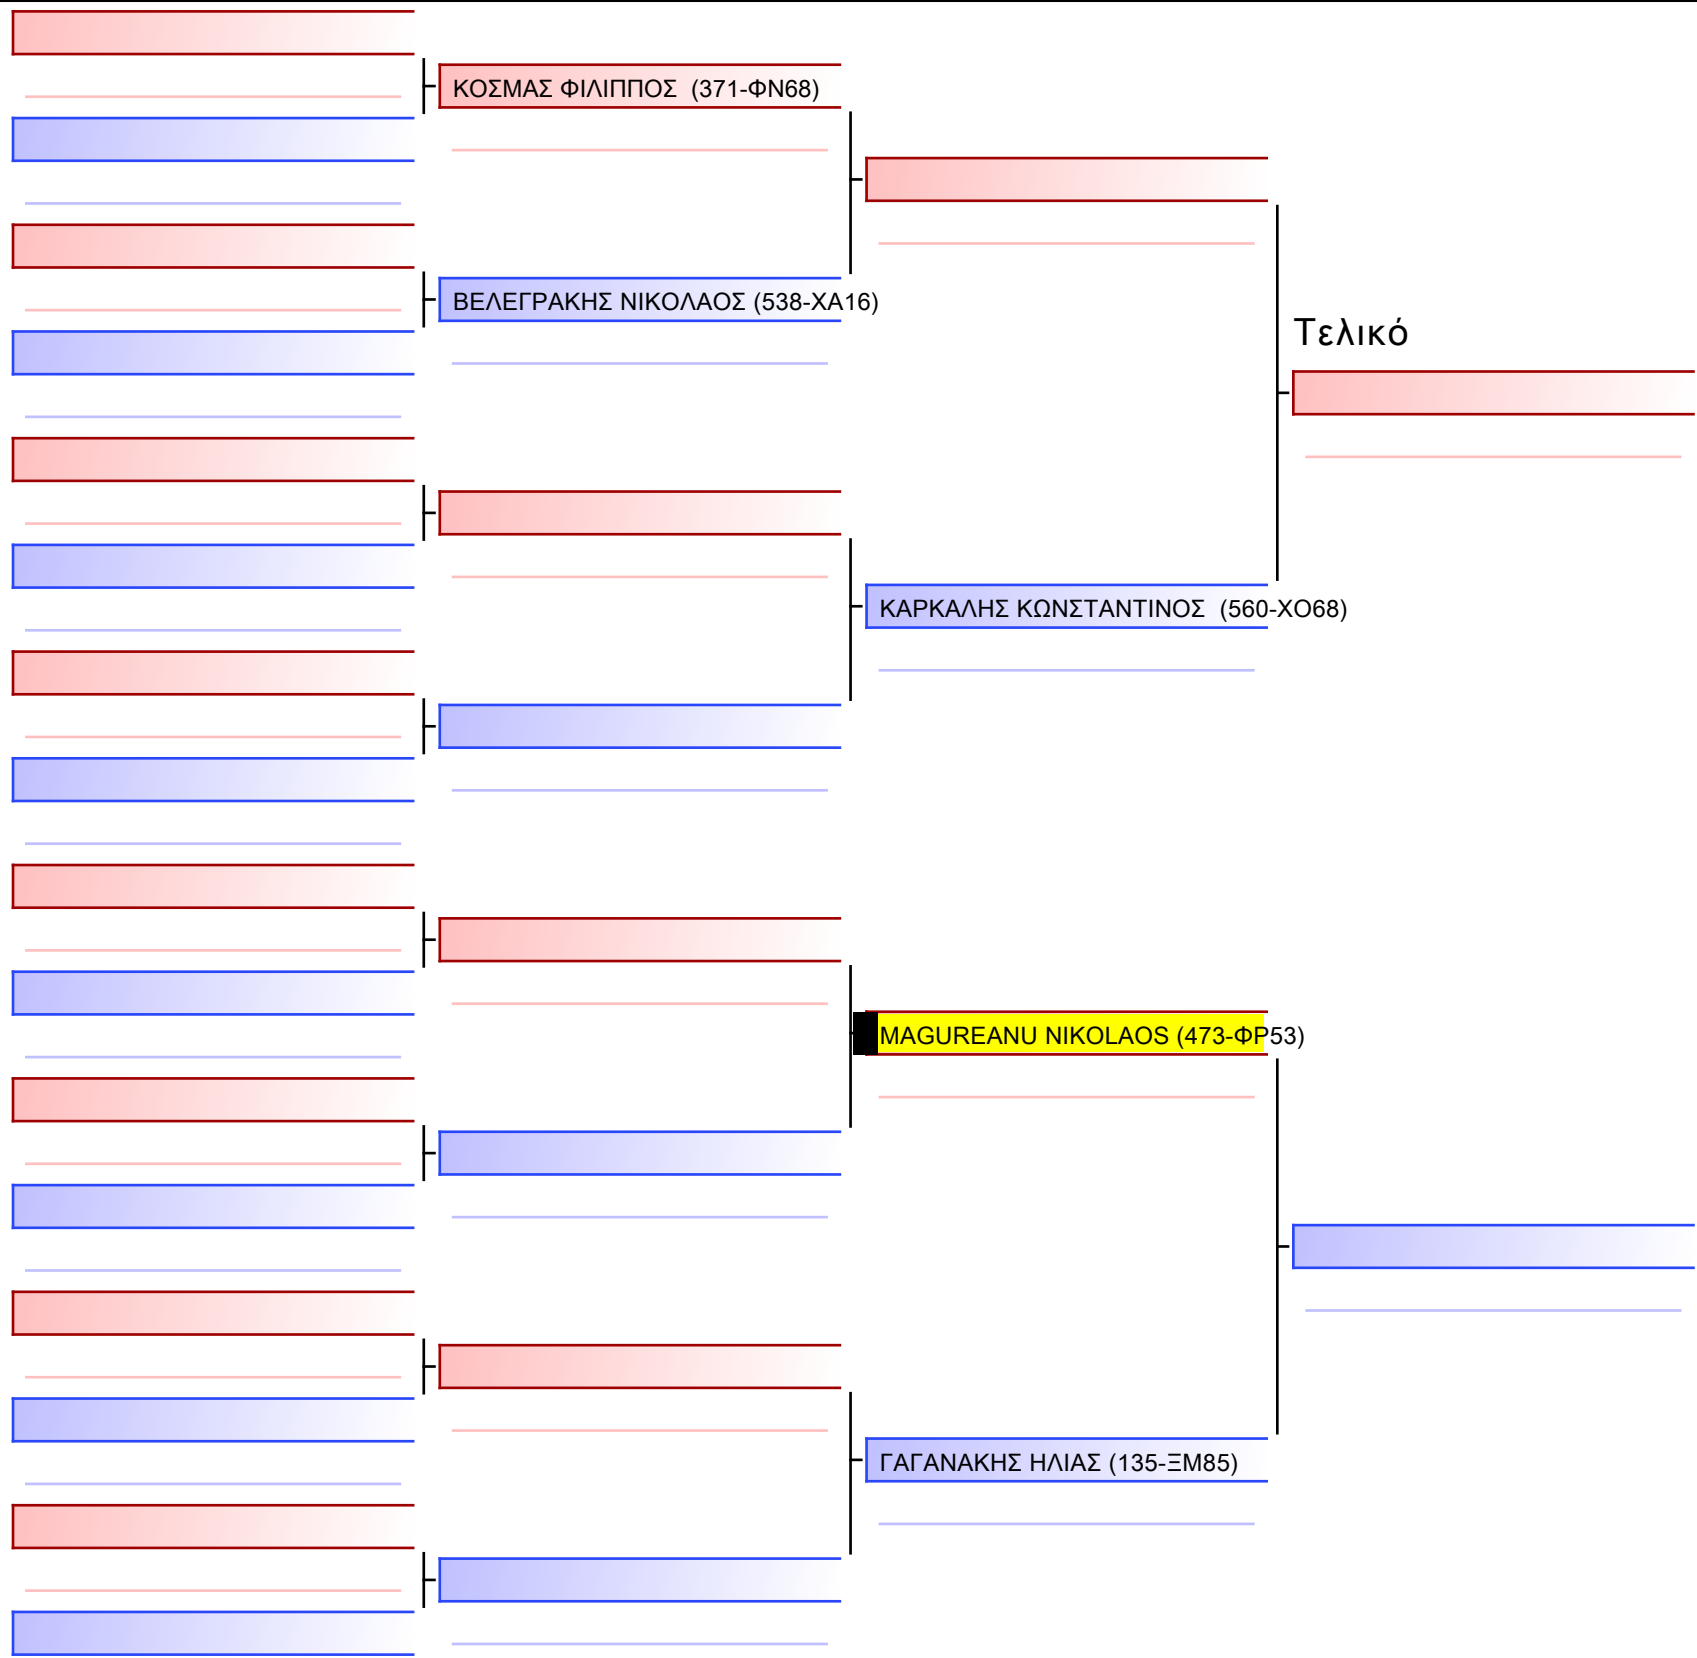 ΚΟΣΜΑΣ ΦΙΛΙΠΠΟΣ  (371-ΦΝ68)
ΒΕΛΕΓΡΑΚΗΣ ΝΙΚΟΛΑΟΣ (538-ΧΑ16)
Τελικό
ΚΑΡΚΑΛΗΣ ΚΩΝΣΤΑΝΤΙΝΟΣ  (560-ΧΟ68)
MAGUREANU NIKOLAOS (473-ΦΡ53)
ΓΑΓΑΝΑΚΗΣ ΗΛΙΑΣ (135-ΞΜ85)